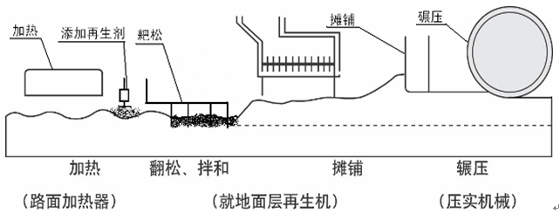 加热
添加再生剂
耙松
摊铺
碾压
加热 翻松、拌和 摊铺 辗压
（路面加热器） （就地面层再生机） （压实机械）